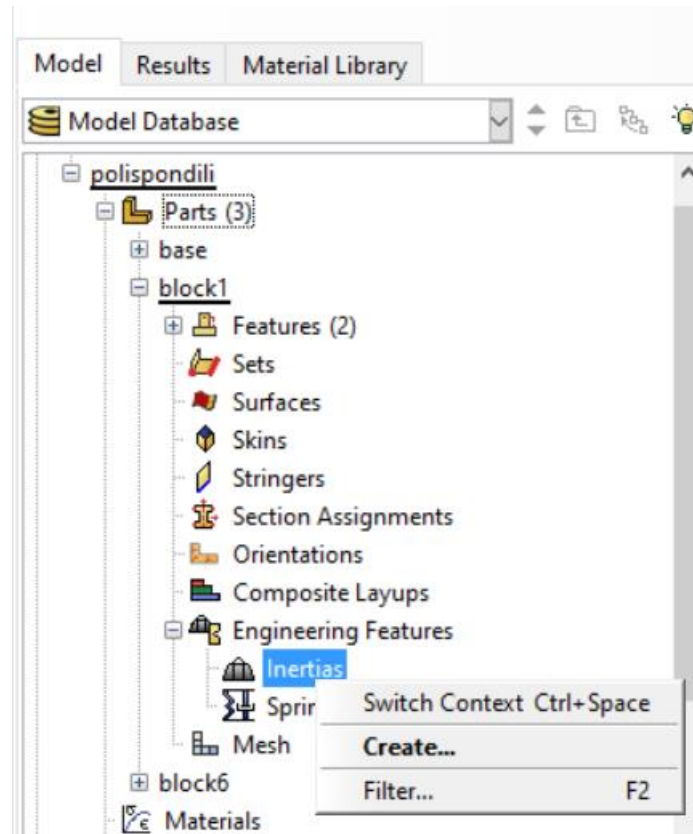 Model Results Material Library
Model Database
polispondili
Parts (3)
base
block1
Features (2)
Sets
Surfaces
Skins
Stringers
Section Assignments
Orientations
Composite Layups
Engineering Features
Inertias
Sprin
Switch Context Ctrl+Space
Mesh
Create...
block6
Filter... F2
Materials